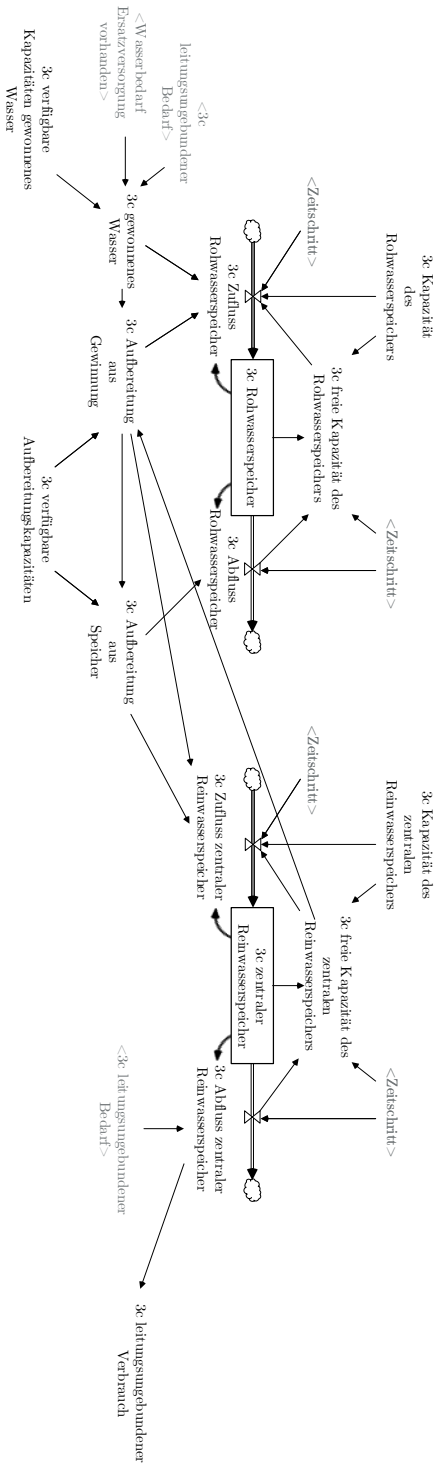 3c Kapazität
des
Rohwasserspeichers
<Zeitschritt>
3c Kapazität des
zentralen
Reinwasserspeichers
<Zeitschritt>
<Zeitschritt>
3c freie Kapazität des
Rohwasserspeichers
<Zeitschritt>
3c freie Kapazität des
zentralen
Reinwasserspeichers
3c Zufluss
Rohwasserspeicher
3c Rohwasserspeicher
3c Abfluss
Rohwasserspeicher
3c Zufluss zentraler
Reinwasserspeicher
3c zentraler
Reinwasserspeicher
3c Abfluss zentraler
Reinwasserspeicher
<3c
leitungsungebundener
Bedarf>
<Wasserbedarf
Ersatzversorgung
vorhanden>
3c verfügbare
Kapazitäten gewonnenes
Wasser
3c gewonnenes
Wasser
3c Aufbereitung
aus
Gewinnung
3c verfügbare
Aufbereitungskapazitäten
3c Aufbereitung
aus
Speicher
<3c leitungsungebundener
Bedarf>
3c leitungsungebundener
Verbrauch